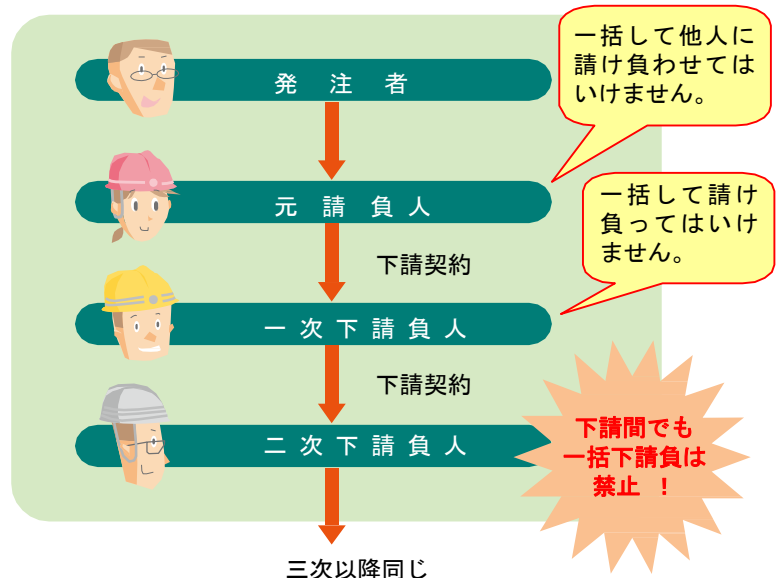 一括して他人に
請け負わせては
いけません。
発注者
元請負人
一括して請け
負ってはいけ
ません。
下請契約
一次下請負人
下請契約
二次下請負人
下請間でも
一括下請負は
禁止！
三次以降同じ